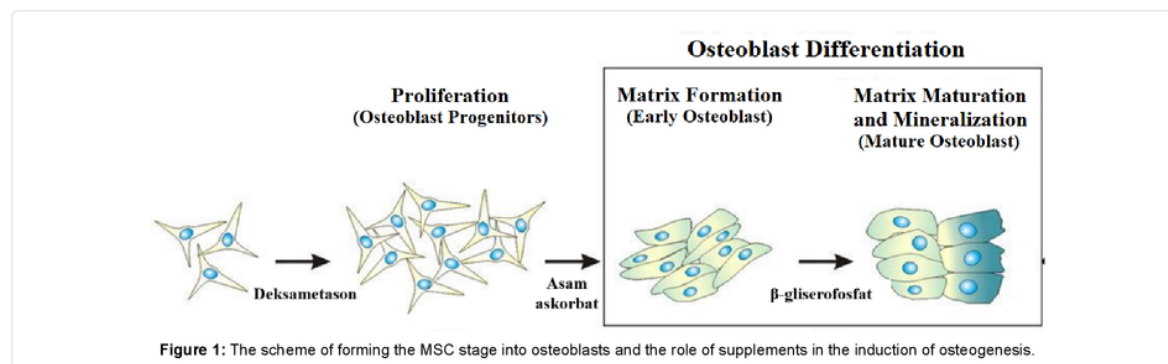 Osteoblast Differentiation
Proliferation
(Osteoblast Progenitors)
Matrix Formation
(Early Osteoblast)
Matrix Maturation
and Mineralization
(Mature Osteoblast)
Deksametason
Asam
askorbat
β-gliserofosfat
Figure 1: The scheme of forming the MSC stage into osteoblasts and the role of supplements in the induction of osteogenesis.